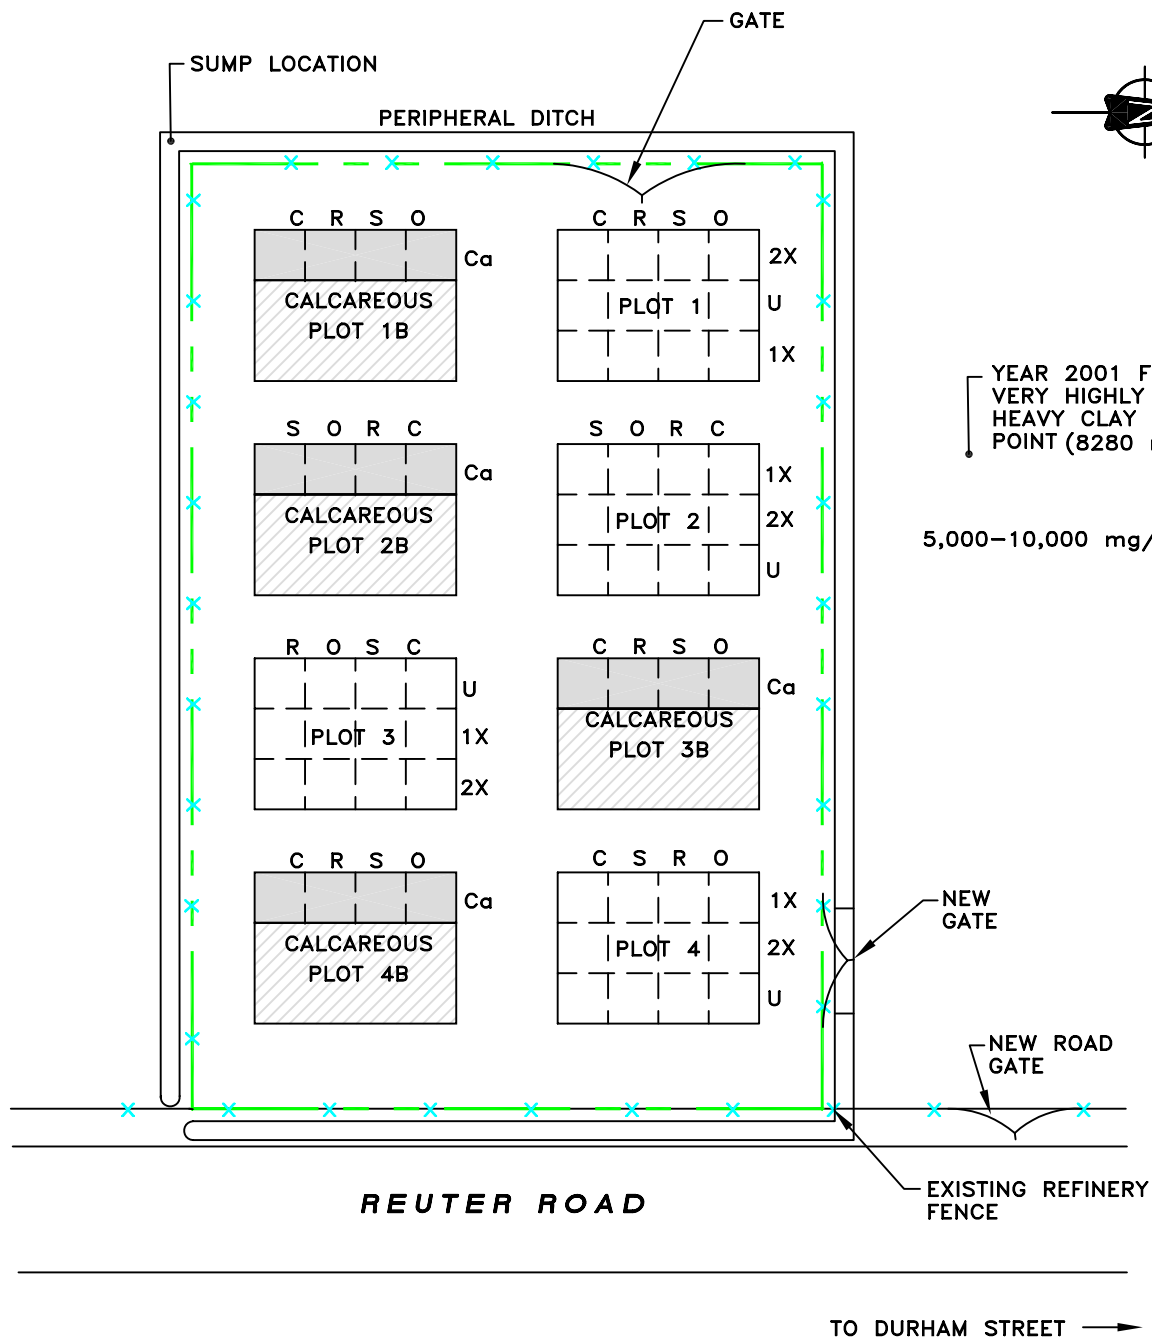 GATE
SUMP LOCATION
PERIPHERAL DITCH
C R S O
C R S O
Ca
2X
CALCAREOUS
PLOT 1B
PLOT 1
U
1X
YEAR 2001 F
VERY HIGHLY
HEAVY CLAY
POINT (8280
S O R C
S O R C
Ca
1X
CALCAREOUS
PLOT 2B
PLOT 2
2X
U
5,000-10,000 mg/
R O S C
C R S O
U
Ca
PLOT 3
1X
2X
CALCAREOUS
PLOT 3B
C R S O
C S R O
Ca
1X
CALCAREOUS
PLOT 4B
PLOT 4
2X
U
NEW
GATE
NEW ROAD
GATE
REUTER ROAD
EXISTING REFINERY
FENCE
TO DURHAM STREET